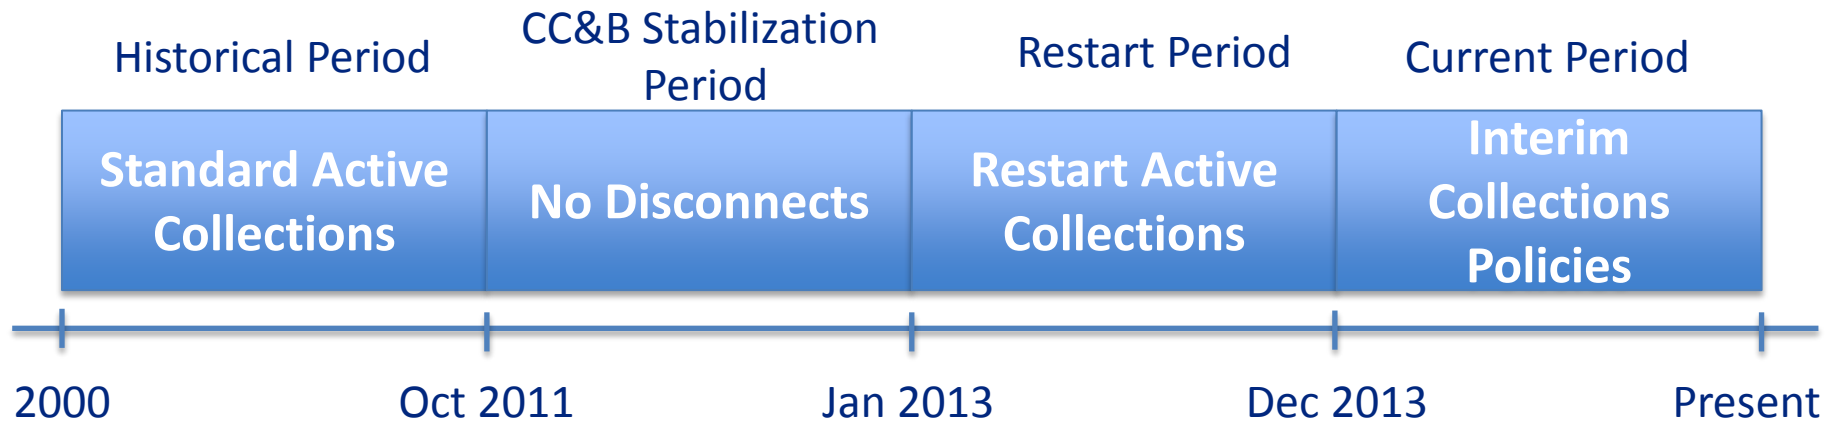 Historical Period
CC&B Stabilization
Period
Restart Period
Current Period
Standard Active
Collections
No Disconnects
Restart Active
Collections
Interim
Collections
Policies
2000
Oct 2011
Jan 2013
Dec 2013
Present